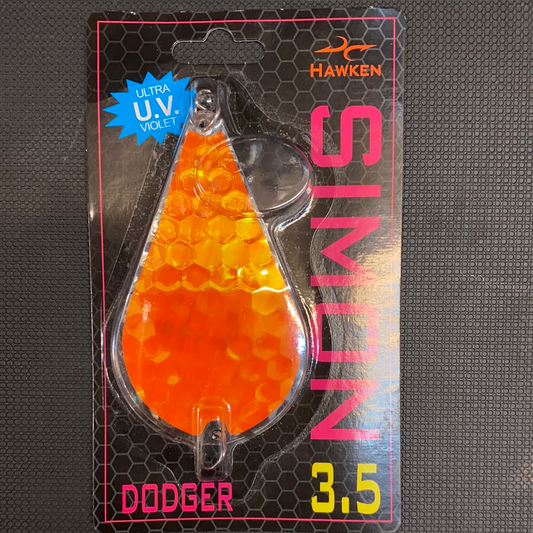 ULTRA
U.V.
VIOLET
HAWKEN
SIMON
DODGER
3.5